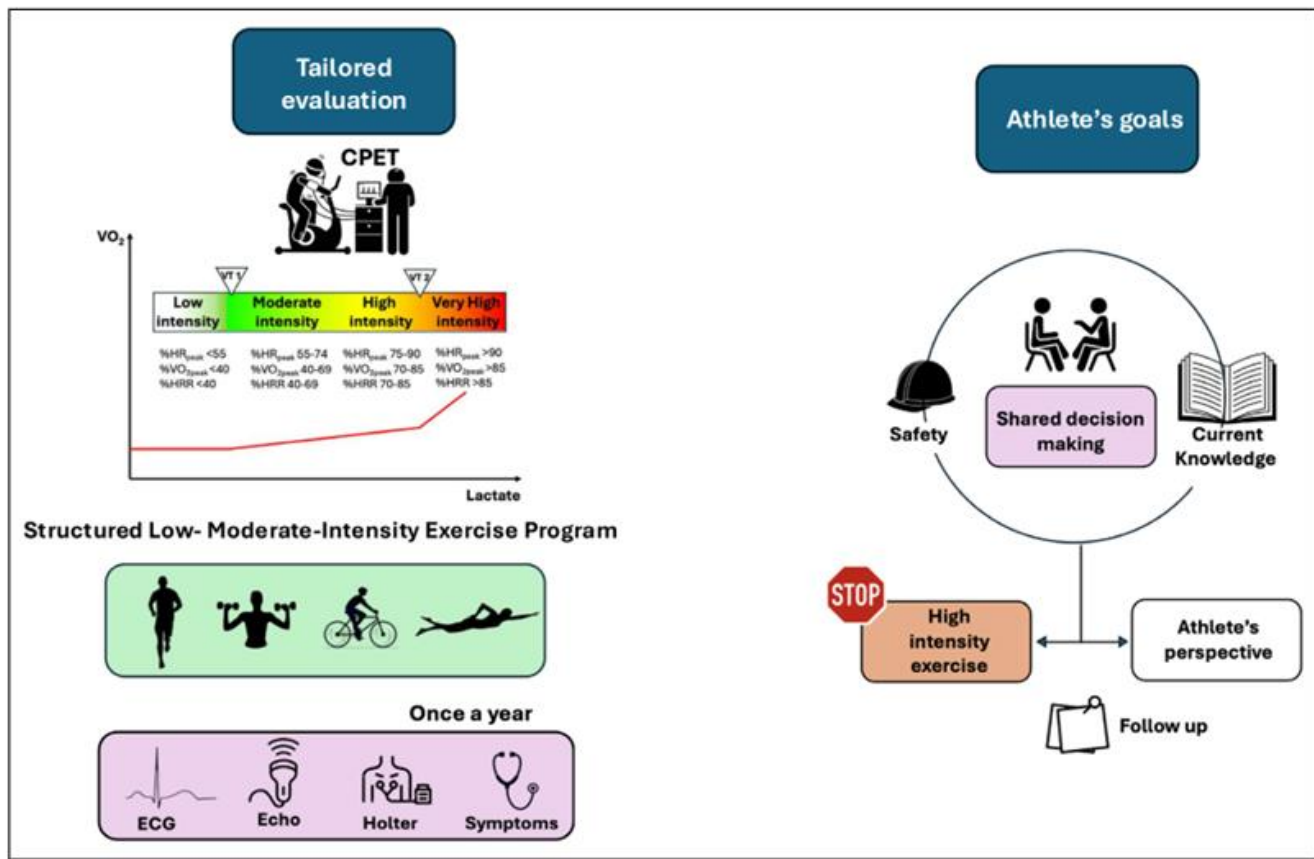 Tailored
evaluation
CPET
VO₂
VT 1
VT 2
Low
intensity
Moderate
intensity
High
intensity
Very High
intensity
%HRpeak <55
%VO2peak <40
%HRR <40
%HRpeak 55-74
%VO2peak 40-69
%HRR 40-69
%HRpeak 75-90
%VO2peak 70-85
%HRR 70-85
%HRpeak >90
%VO2peak >85
%HRR >85
Lactate
Structured Low- Moderate-Intensity Exercise Program
Once a year
ECG
Echo
Holter
Symptoms
Athlete’s goals
Safety
Shared decision
making
Current
Knowledge
STOP
High
intensity
exercise
Athlete’s
perspective
Follow up